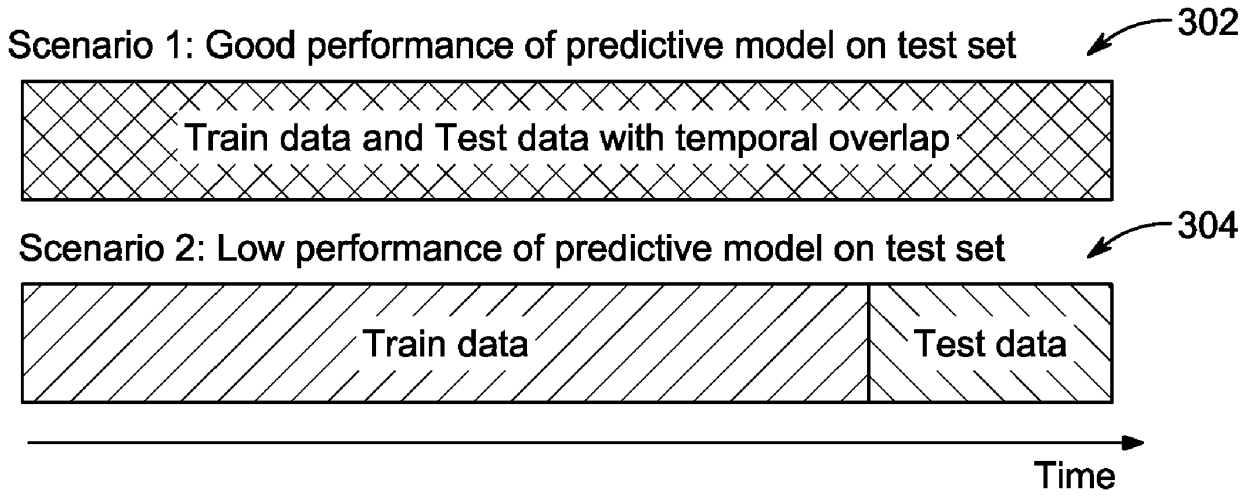 302
Scenario 1: Good performance of predictive model on test set
Train data and Test data with temporal overlap
304
Scenario 2: Low performance of predictive model on test set
Train data
Test data
Time